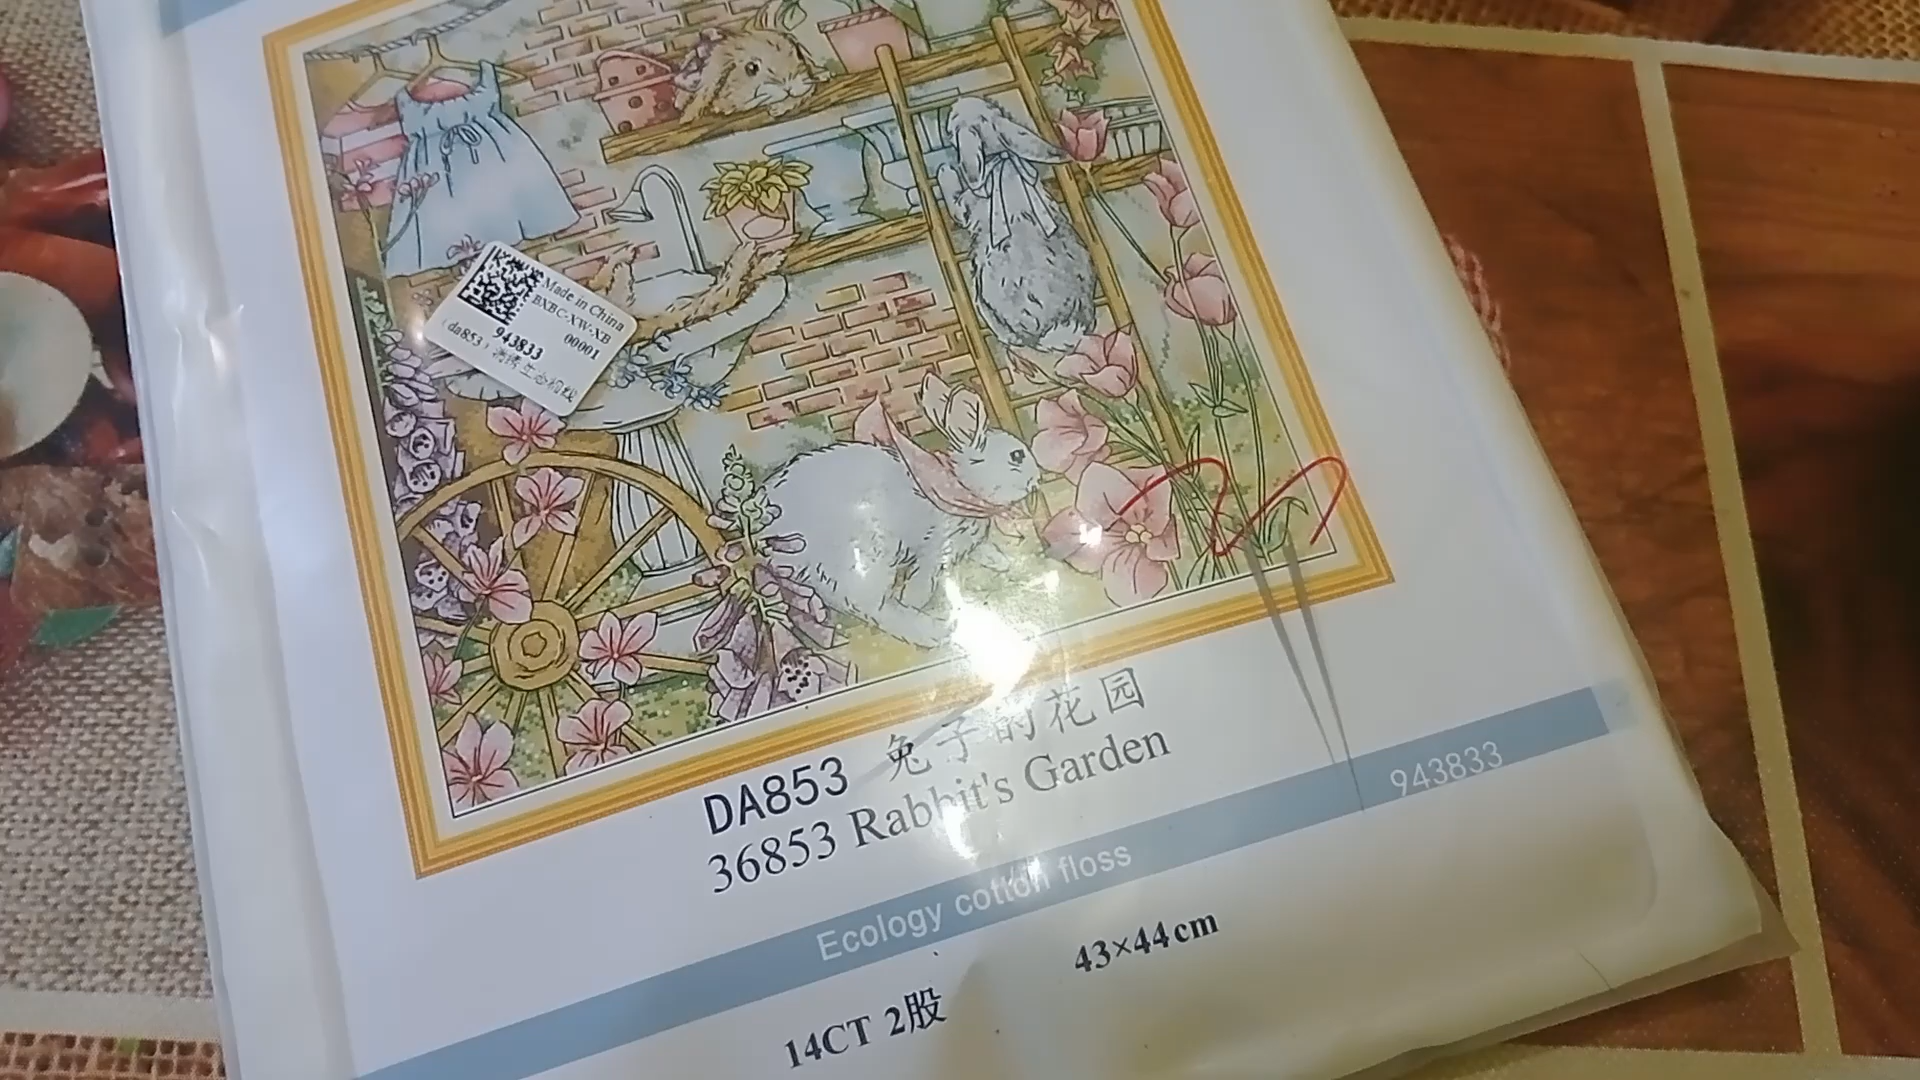 Made in China
BXBC-XW-XB
00001
943833
(da853)
DA853 兔子的花园
36853 Rabbit's Garden
943833
Ecology cotton floss
43×44cm
14CT 2股